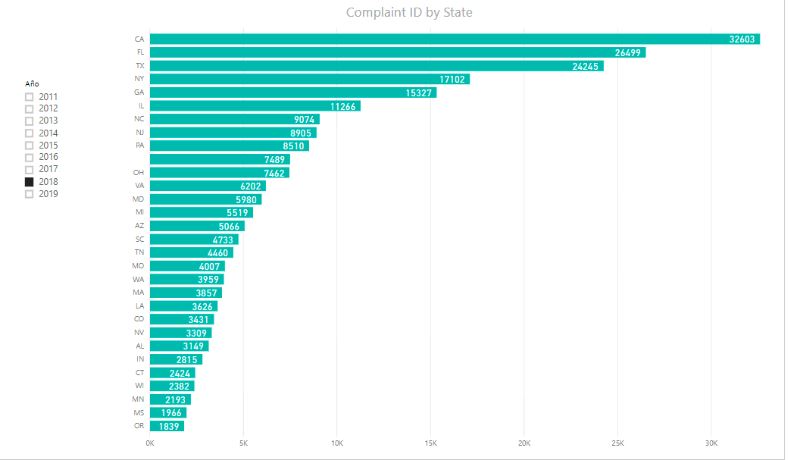 Complaint ID by State
Año
2011
2012
2013
2014
2015
2016
2017
2018
2019
CA 32603
FL 26499
TX 24245
NY 17102
GA 15327
IL 11266
NC 9074
NJ 8905
PA 8510
7489
OH 7462
VA 6202
MD 5980
MI 5519
AZ 5066
SC 4733
TN 4460
MO 4007
WA 3959
MA 3857
LA 3626
CO 3431
NV 3309
AL 3149
IN 2815
CT 2424
WI 2382
MN 2193
MS 1966
OR 1839
0K 5K 10K 15K 20K 25K 30K